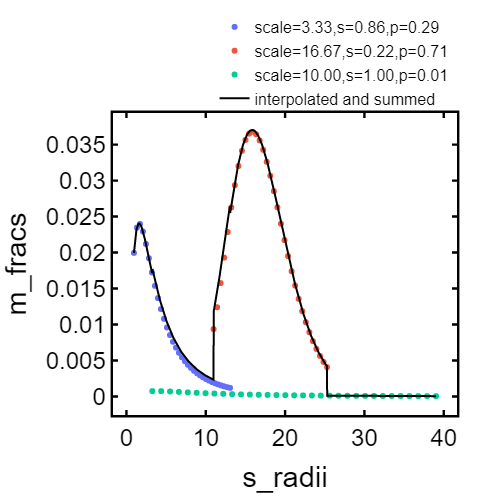 scale=3.33,s=0.86,p=0.29
scale=16.67,s=0.22,p=0.71
scale=10.00,s=1.00,p=0.01
interpolated and summed
m_fracs
0.035
0.03
0.025
0.02
0.015
0.01
0.005
0
0 10 20 30 40
s_radii